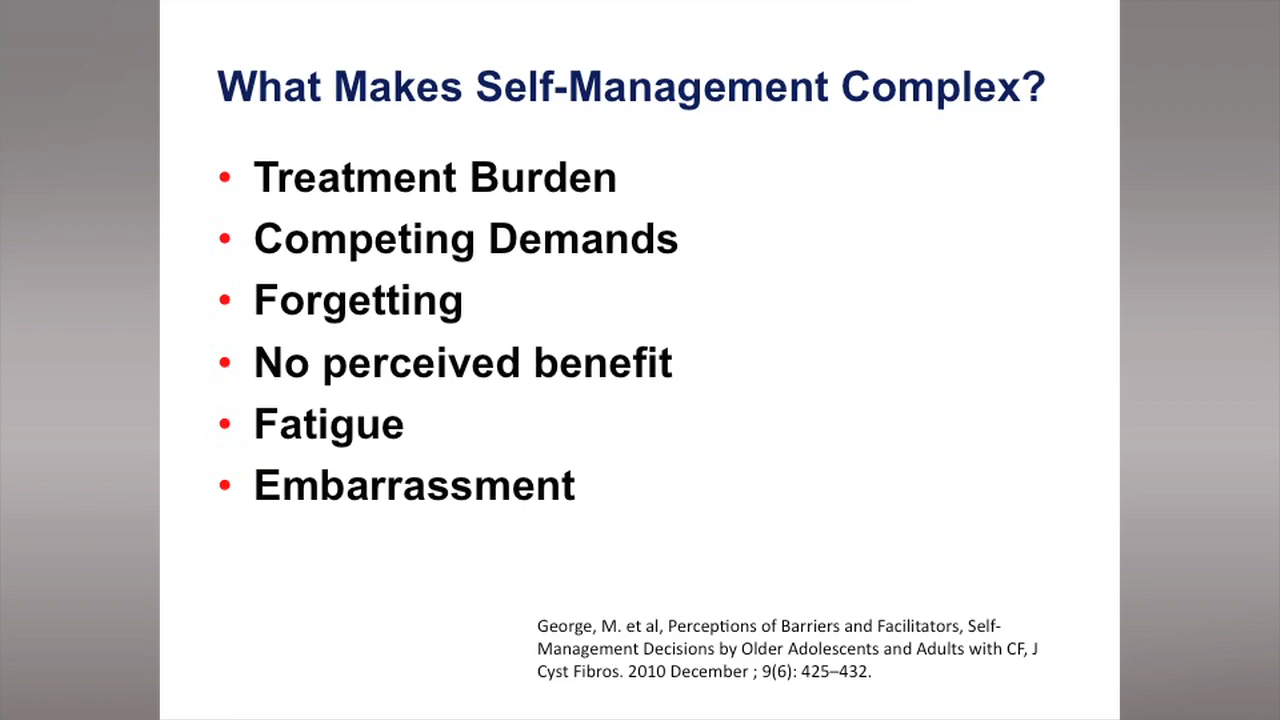 What Makes Self-Management Complex?
• Treatment Burden
• Competing Demands
• Forgetting
• No perceived benefit
• Fatigue
• Embarrassment
George, M. et al, Perceptions of Barriers and Facilitators, Self-
Management Decisions by Older Adolescents and Adults with CF, J
Cyst Fibros. 2010 December ; 9(6): 425–432.